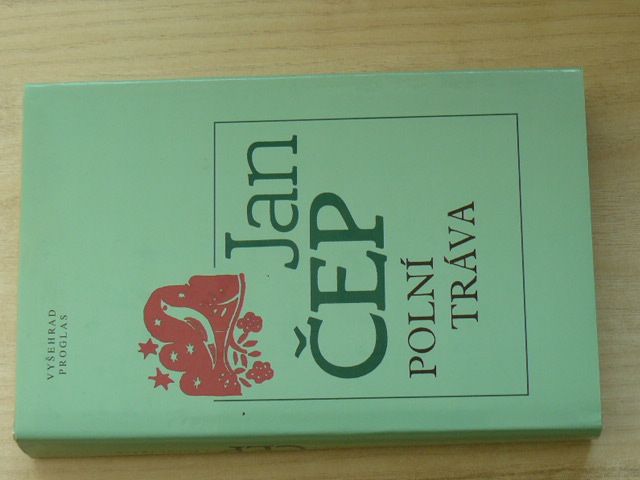 VYŠEHRAD
PROGLAS
Jan
ČEP
POLNÍ
TRÁVA